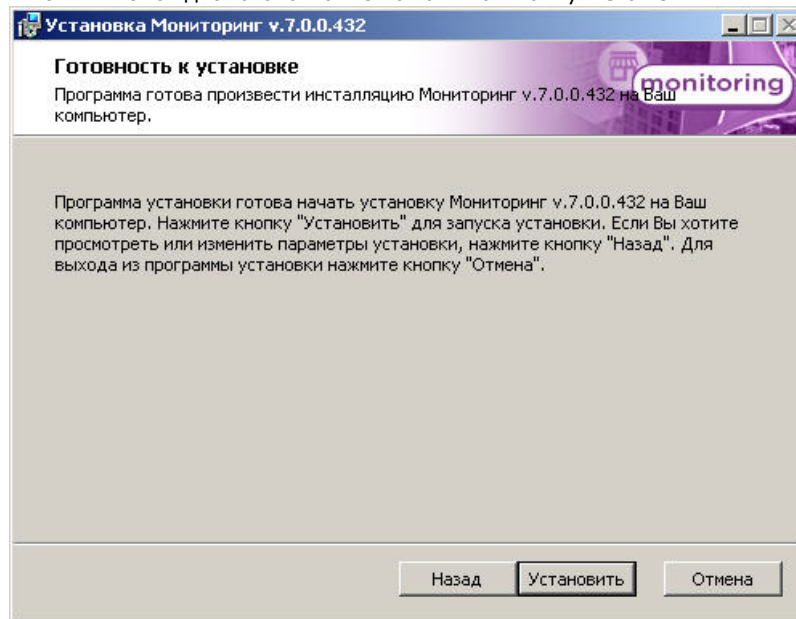 Установка Мониторинг v.7.0.0.432
Готовность к установке
Программа готова произвести инсталляцию Мониторинг v.7.0.0.432 на Ваш
компьютер.
monitoring
Программа установки готова начать установку Мониторинг v.7.0.0.432 на Ваш
компьютер. Нажмите кнопку "Установить" для запуска установки. Если Вы хотите
просмотреть или изменить параметры установки, нажмите кнопку "Назад". Для
выхода из программы установки нажмите кнопку "Отмена".
Назад
Установить
Отмена